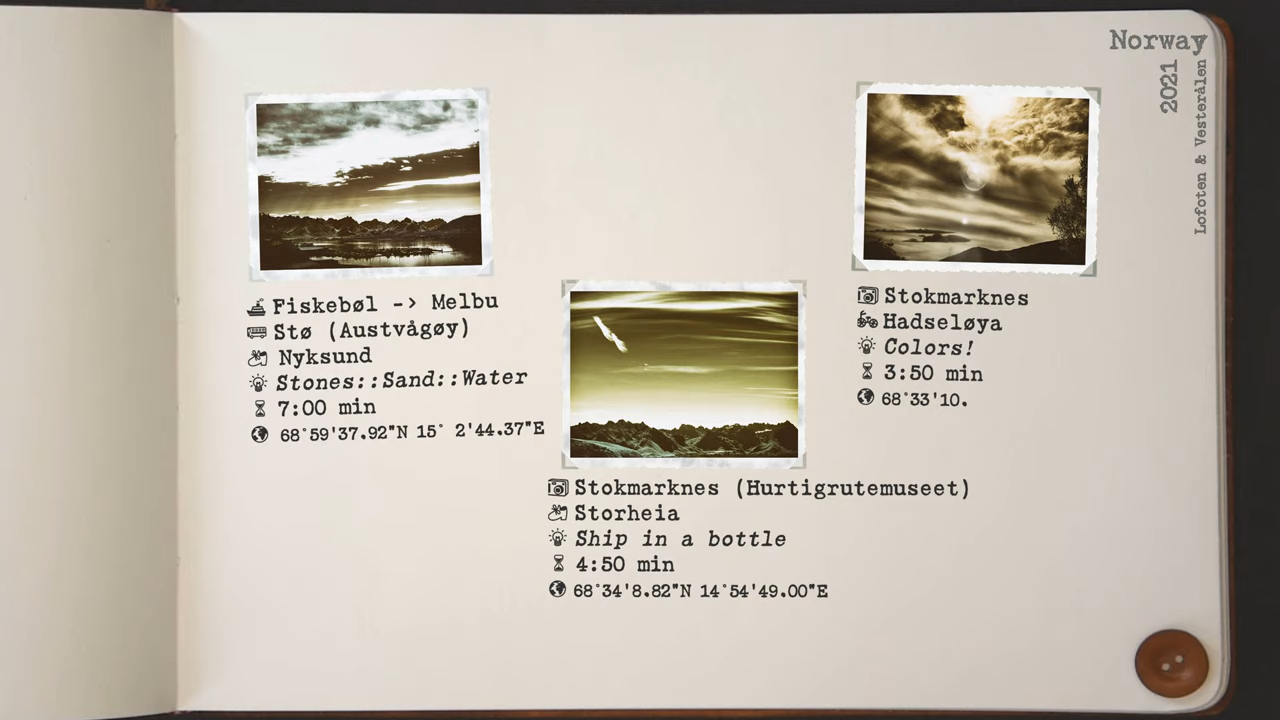 Norway
2021
Lofoten & Vesterålen
Fiskebøl -> Melbu
Stø (Austvågøy)
Nyksund
Stones::Sand::Water
7:00 min
68°59'37.92"N 15° 2'44.37"E
Stokmarknes (Hurtigrutemuseet)
Storheia
Ship in a bottle
4:50 min
68°34'8.82"N 14°54'49.00"E
Stokmarknes
Hadseløya
Colors!
3:50 min
68°33'10.